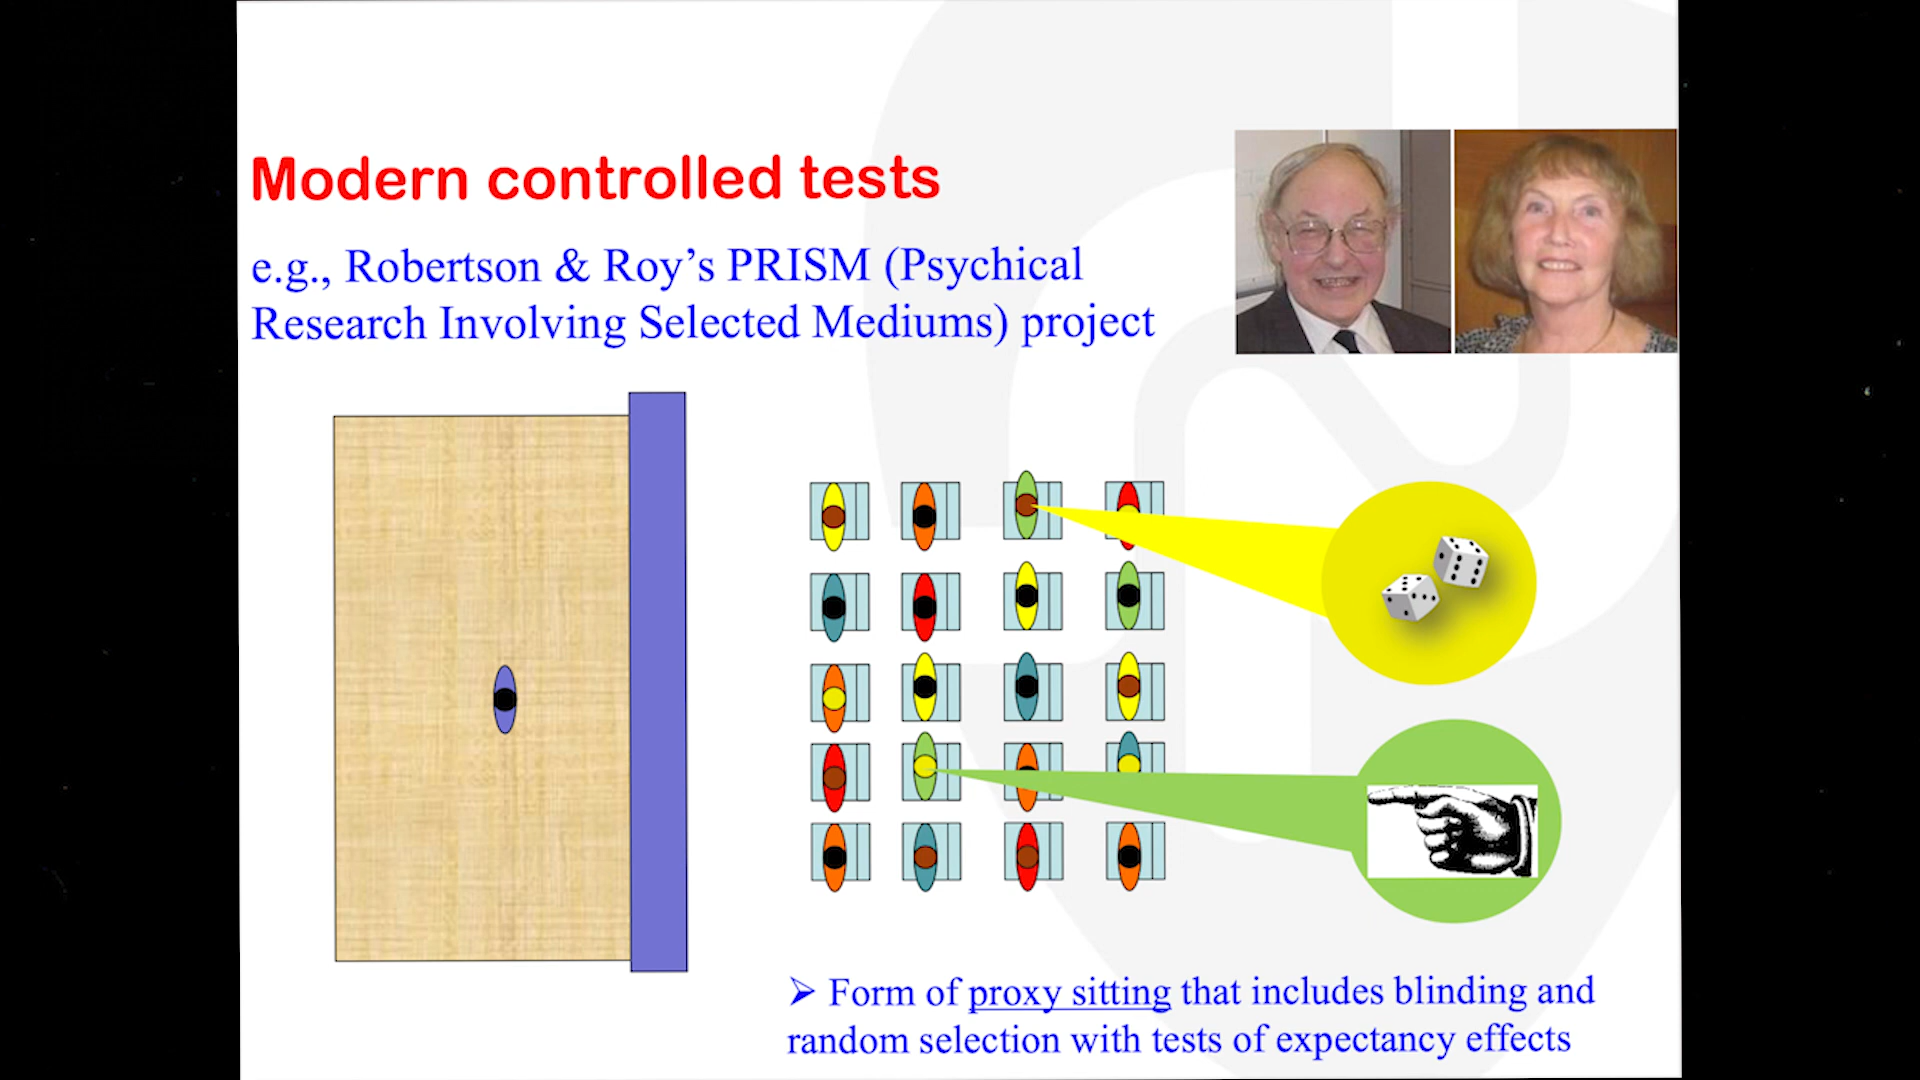 Modern controlled tests
e.g., Robertson & Roy’s PRISM (Psychical
Research Involving Selected Mediums) project
➢ Form of proxy sitting that includes blinding and
random selection with tests of expectancy effects